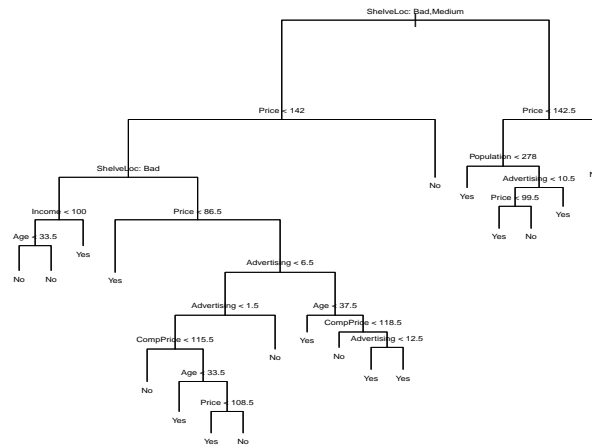 ShelveLoc: Bad,Medium
Price < 142
Price < 142.5
Population < 278
ShelveLoc: Bad
Advertising < 10.5
No
Yes
Price < 99.5
Income < 100
Price < 86.5
Yes
Yes
No
Age < 33.5
Yes
Advertising < 6.5
No
No
Yes
Advertising < 1.5
Age < 37.5
CompPrice < 118.5
CompPrice < 115.5
Yes
Advertising < 12.5
No
No
Age < 33.5
Yes
Yes
No
Price < 108.5
Yes
Yes
No